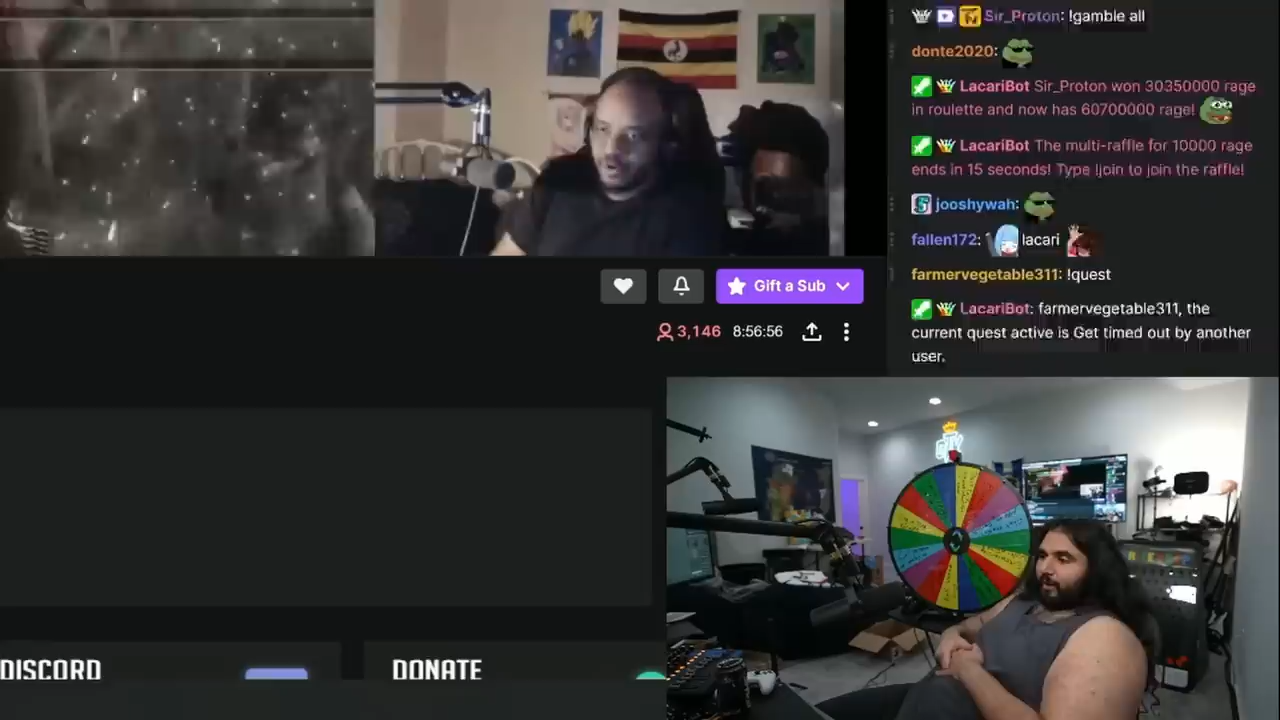 Sir_Proton: !gamble all
donte2020:
LacariBot Sir_Proton won 30350000 rage
in roulette and now has 60700000 rage!
LacariBot The multi-raffle for 10000 rage
ends in 15 seconds! Type !join to join the raffle!
jooshywah:
fallen172: lacari
farmervegetable311: !quest
LacariBot: farmervegetable311, the
current quest active is Get timed out by another
user.
Gift a Sub
3,146 8:56:56
DISCORD
DONATE